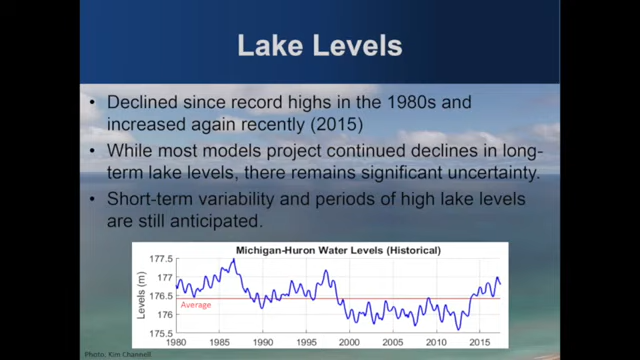 Lake Levels
• Declined since record highs in the 1980s and
increased again recently (2015)
• While most models project continued declines in long-
term lake levels, there remains significant uncertainty.
• Short-term variability and periods of high lake levels
are still anticipated.
Michigan-Huron Water Levels (Historical)
Levels (m)
177.5
177
176.5
176
175.5
Average
1980 1985 1990 1995 2000 2005 2010 2015
Photo: Kim Channell